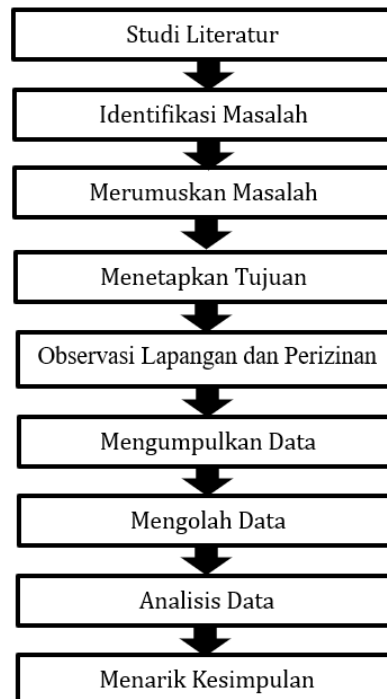 Studi Literatur
Identifikasi Masalah
Merumuskan Masalah
Menetapkan Tujuan
Observasi Lapangan dan Perizinan
Mengumpulkan Data
Mengolah Data
Analisis Data
Menarik Kesimpulan